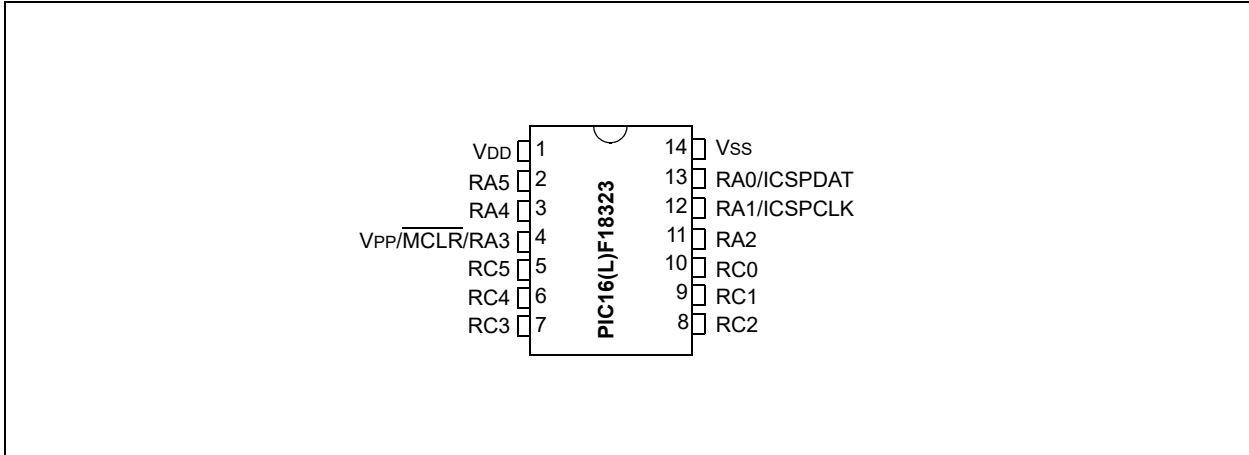 VDD 1 14 VSS
RA5 2 13 RA0/ICSPDAT
RA4 3 12 RA1/ICSPCLK
VPP/MCLR/RA3 4 11 RA2
RC5 5 10 RC0
RC4 6 9 RC1
RC3 7 8 RC2
PIC16(L)F18323